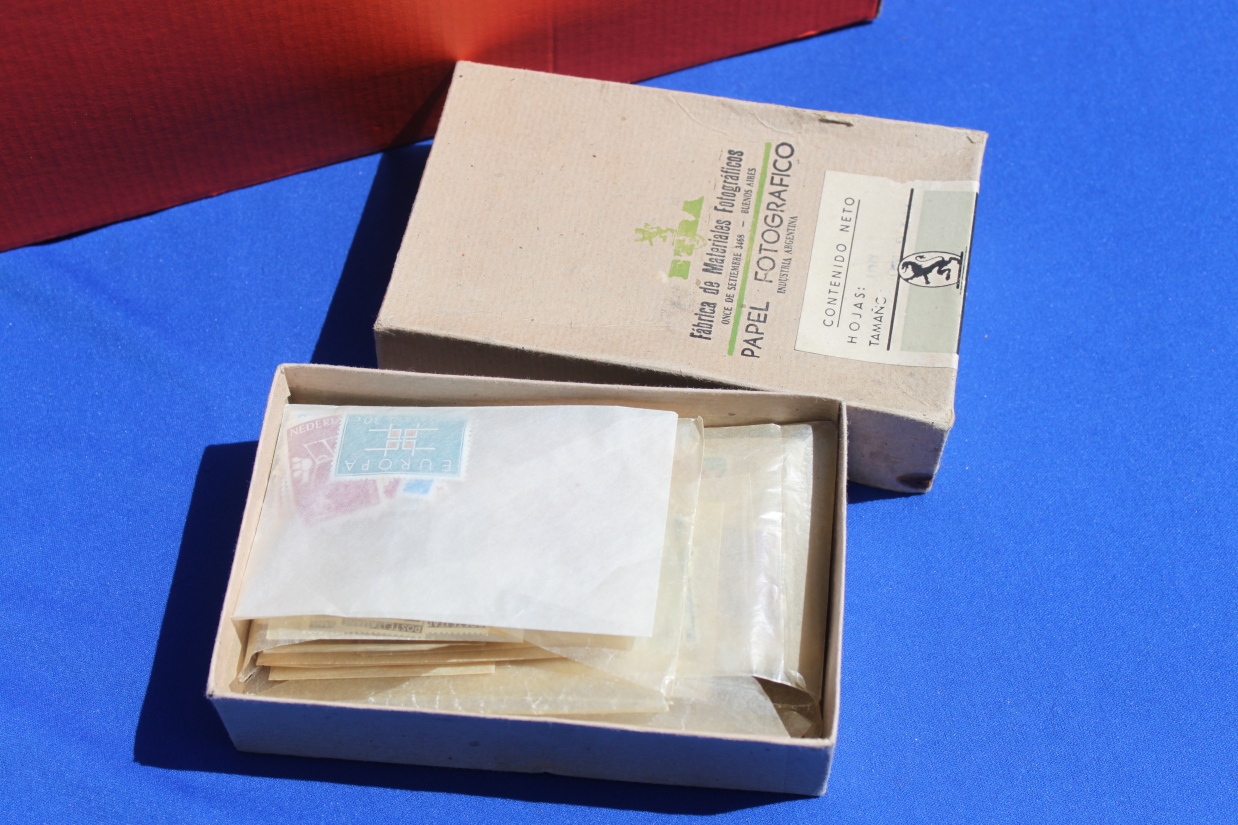 Fábrica de Materiales Fotográficos
ONCE DE SETIEMBRE 3468 — BUENOS AIRES
PAPEL FOTOGRAFICO
INDUSTRIA ARGENTINA
CONTENIDO NETO
HOJAS:
TAMAÑO
EUROPA